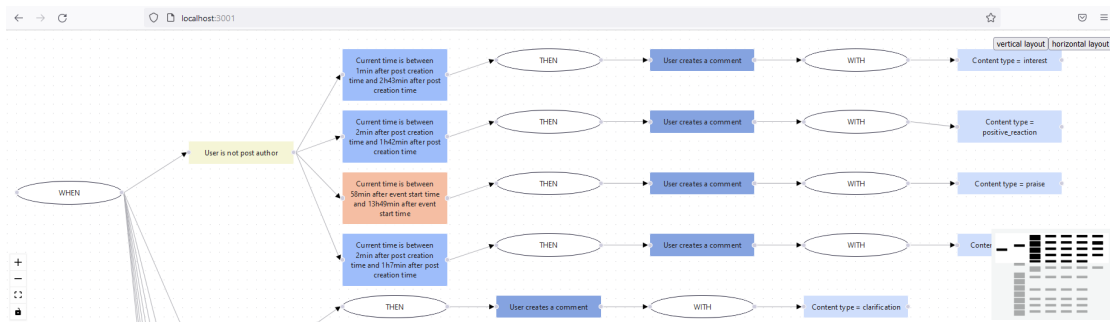 localhost:3001
vertical layout
horizontal layout
Current time is between
1min after post creation
time and 2h43min after post
creation time
THEN
User creates a comment
WITH
Content type = interest
Current time is between
2min after post creation
time and 1h42min after post
creation time
THEN
User creates a comment
WITH
Content type =
positive_reaction
User is not post author
WHEN
Current time is between
58min after event start time
and 13h49min after event
start time
THEN
User creates a comment
WITH
Content type = praise
Current time is between
2min after post creation
time and 1h7min after post
creation time
THEN
User creates a comment
WITH
THEN
User creates a comment
WITH
Content type = clarification